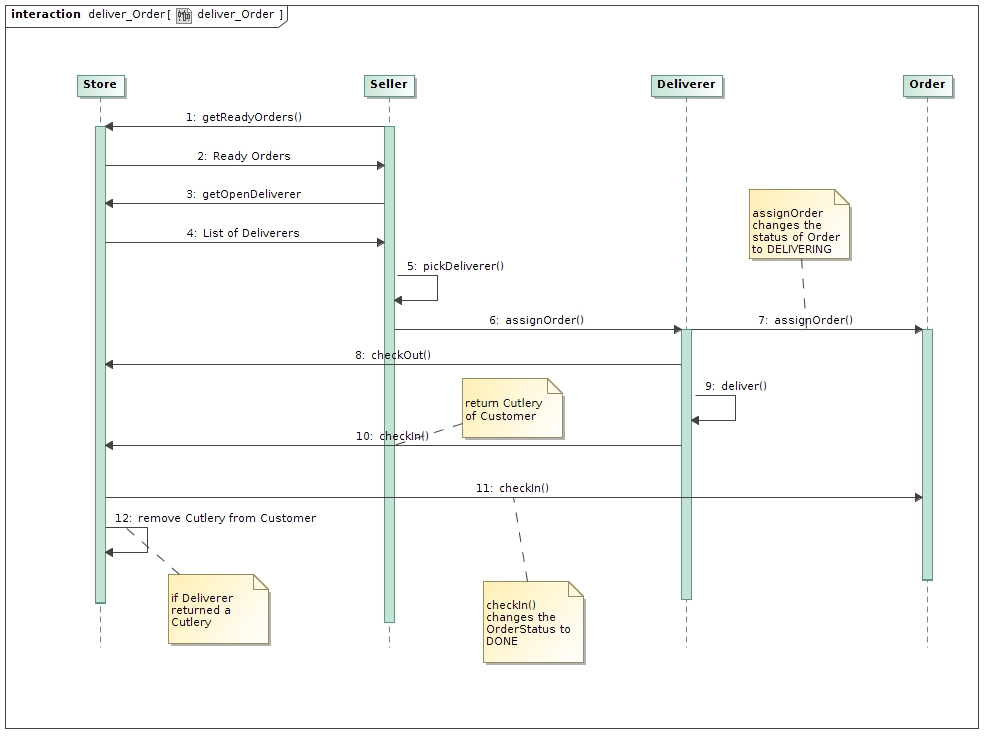 interaction deliver_Order[ deliver_Order ]
Store
Seller
Deliverer
Order
1: getReadyOrders()
2: Ready Orders
3: getOpenDeliverer
4: List of Deliverers
assignOrder
changes the
status of Order
to DELIVERING
5: pickDeliverer()
6: assignOrder()
7: assignOrder()
8: checkOut()
9: deliver()
return Cutlery
of Customer
10: checkIn()
11: checkIn()
12: remove Cutlery from Customer
if Deliverer
returned a
Cutlery
checkIn()
changes the
OrderStatus to
DONE